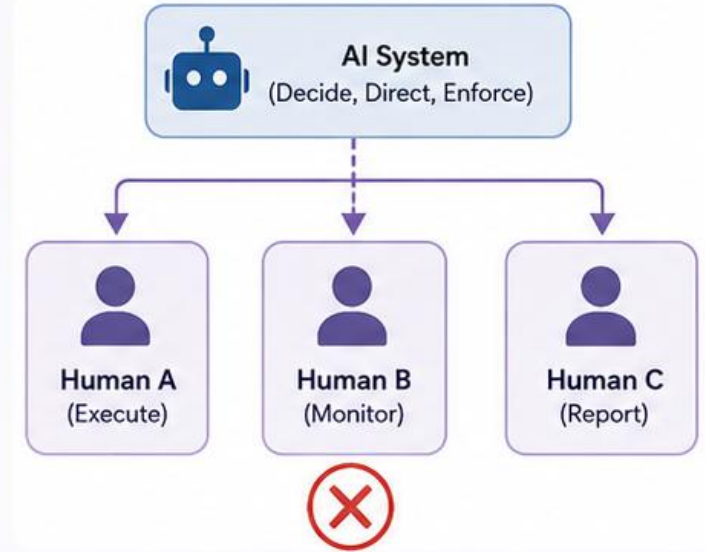 AI System
(Decide, Direct, Enforce)
Human A
(Execute)
Human B
(Monitor)
Human C
(Report)